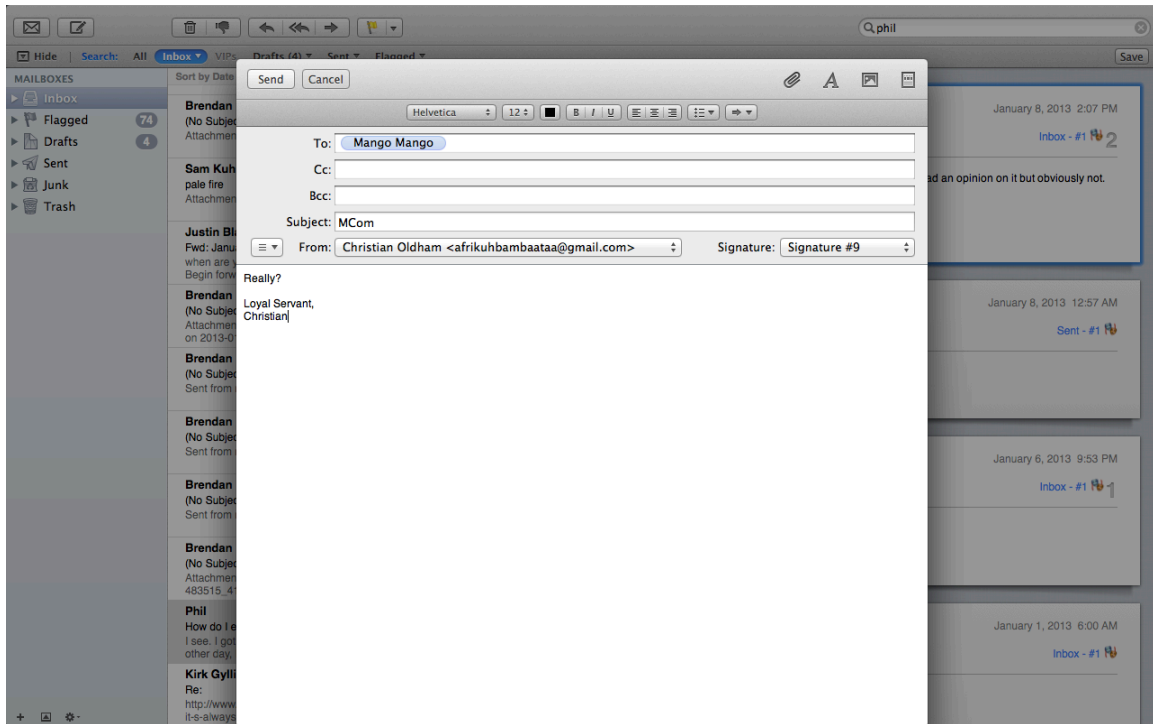 phil
Hide | Search: All Inbox VIPs Drafts (4) Sent Flagged Save
MAILBOXES
Inbox
Flagged 74
Drafts 4
Sent
Junk
Trash
Sort by Date
Brendan
(No Subjec
Attachmen
Sam Kuh
pale fire
Attachmen
Justin Bl
Fwd: Janu
when are y
Begin forw
Brendan
(No Subjec
Attachmen
on 2013-0
Brendan
(No Subjec
Sent from
Brendan
(No Subjec
Sent from
Brendan
(No Subjec
Sent from
Brendan
(No Subjec
Attachmen
483515_4
Phil
How do I e
I see. I got
other day,
Kirk Gylli
Re:
http://www
it-s-always
Send Cancel
Helvetica 12 B I U
To: Mango Mango
Cc:
Bcc:
Subject: MCom
From: Christian Oldham <afrikuhbambaataa@gmail.com> Signature: Signature #9
Really?
Loyal Servant,
Christian
January 8, 2013 2:07 PM
Inbox - #1 2
ad an opinion on it but obviously not.
January 8, 2013 12:57 AM
Sent - #1
January 6, 2013 9:53 PM
Inbox - #1 1
January 1, 2013 6:00 AM
Inbox - #1